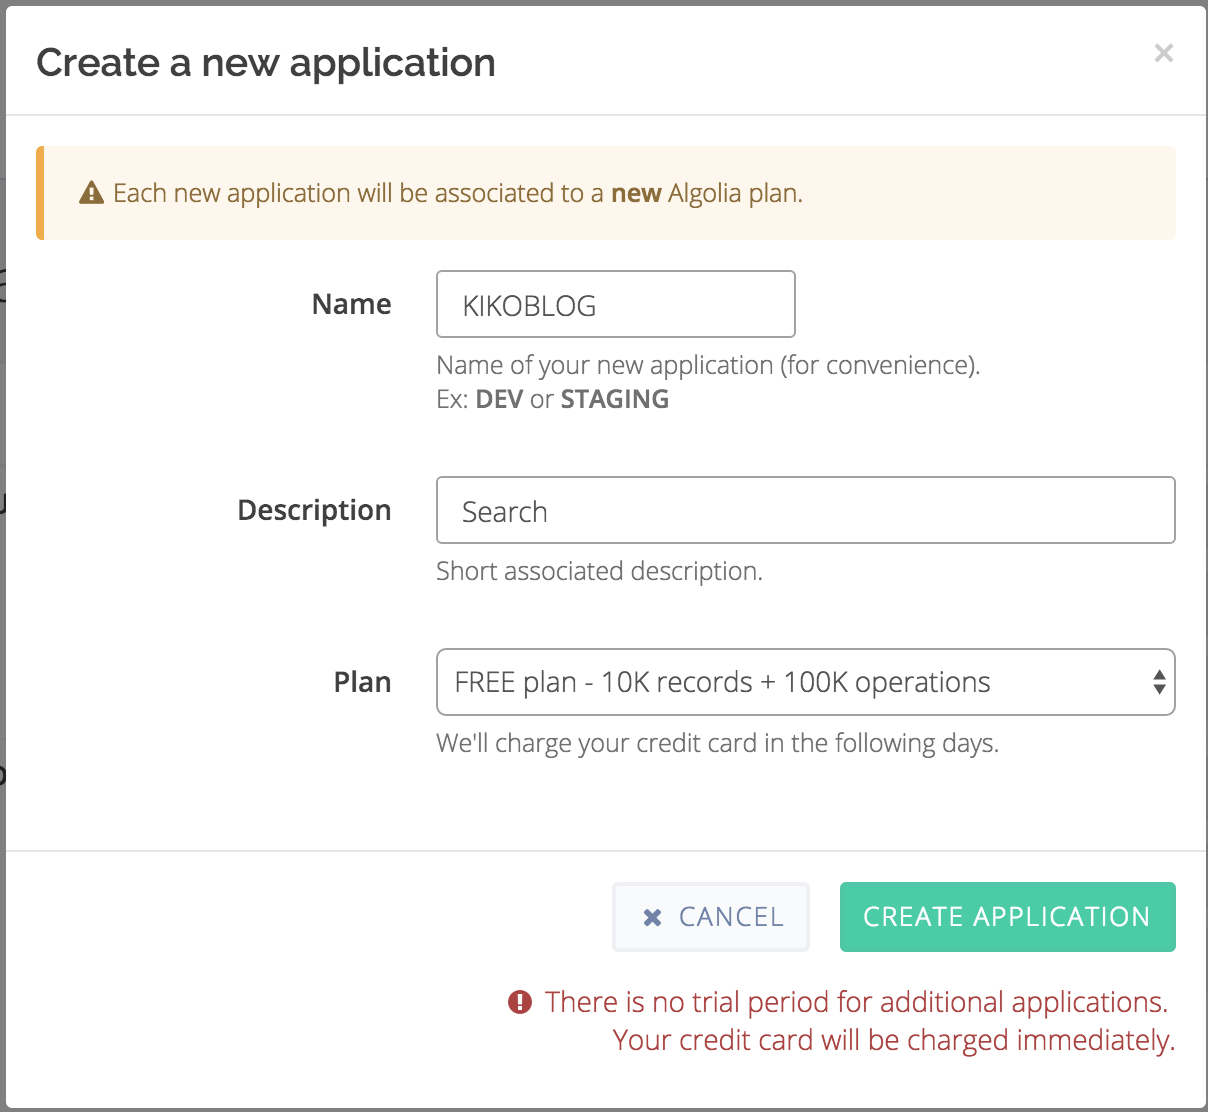 Create a new application
×
Each new application will be associated to a new Algolia plan.
Name
KIKOBLOG
Name of your new application (for convenience).
Ex: DEV or STAGING
Description
Search
Short associated description.
Plan
FREE plan - 10K records + 100K operations
We'll charge your credit card in the following days.
CANCEL
CREATE APPLICATION
There is no trial period for additional applications.
Your credit card will be charged immediately.